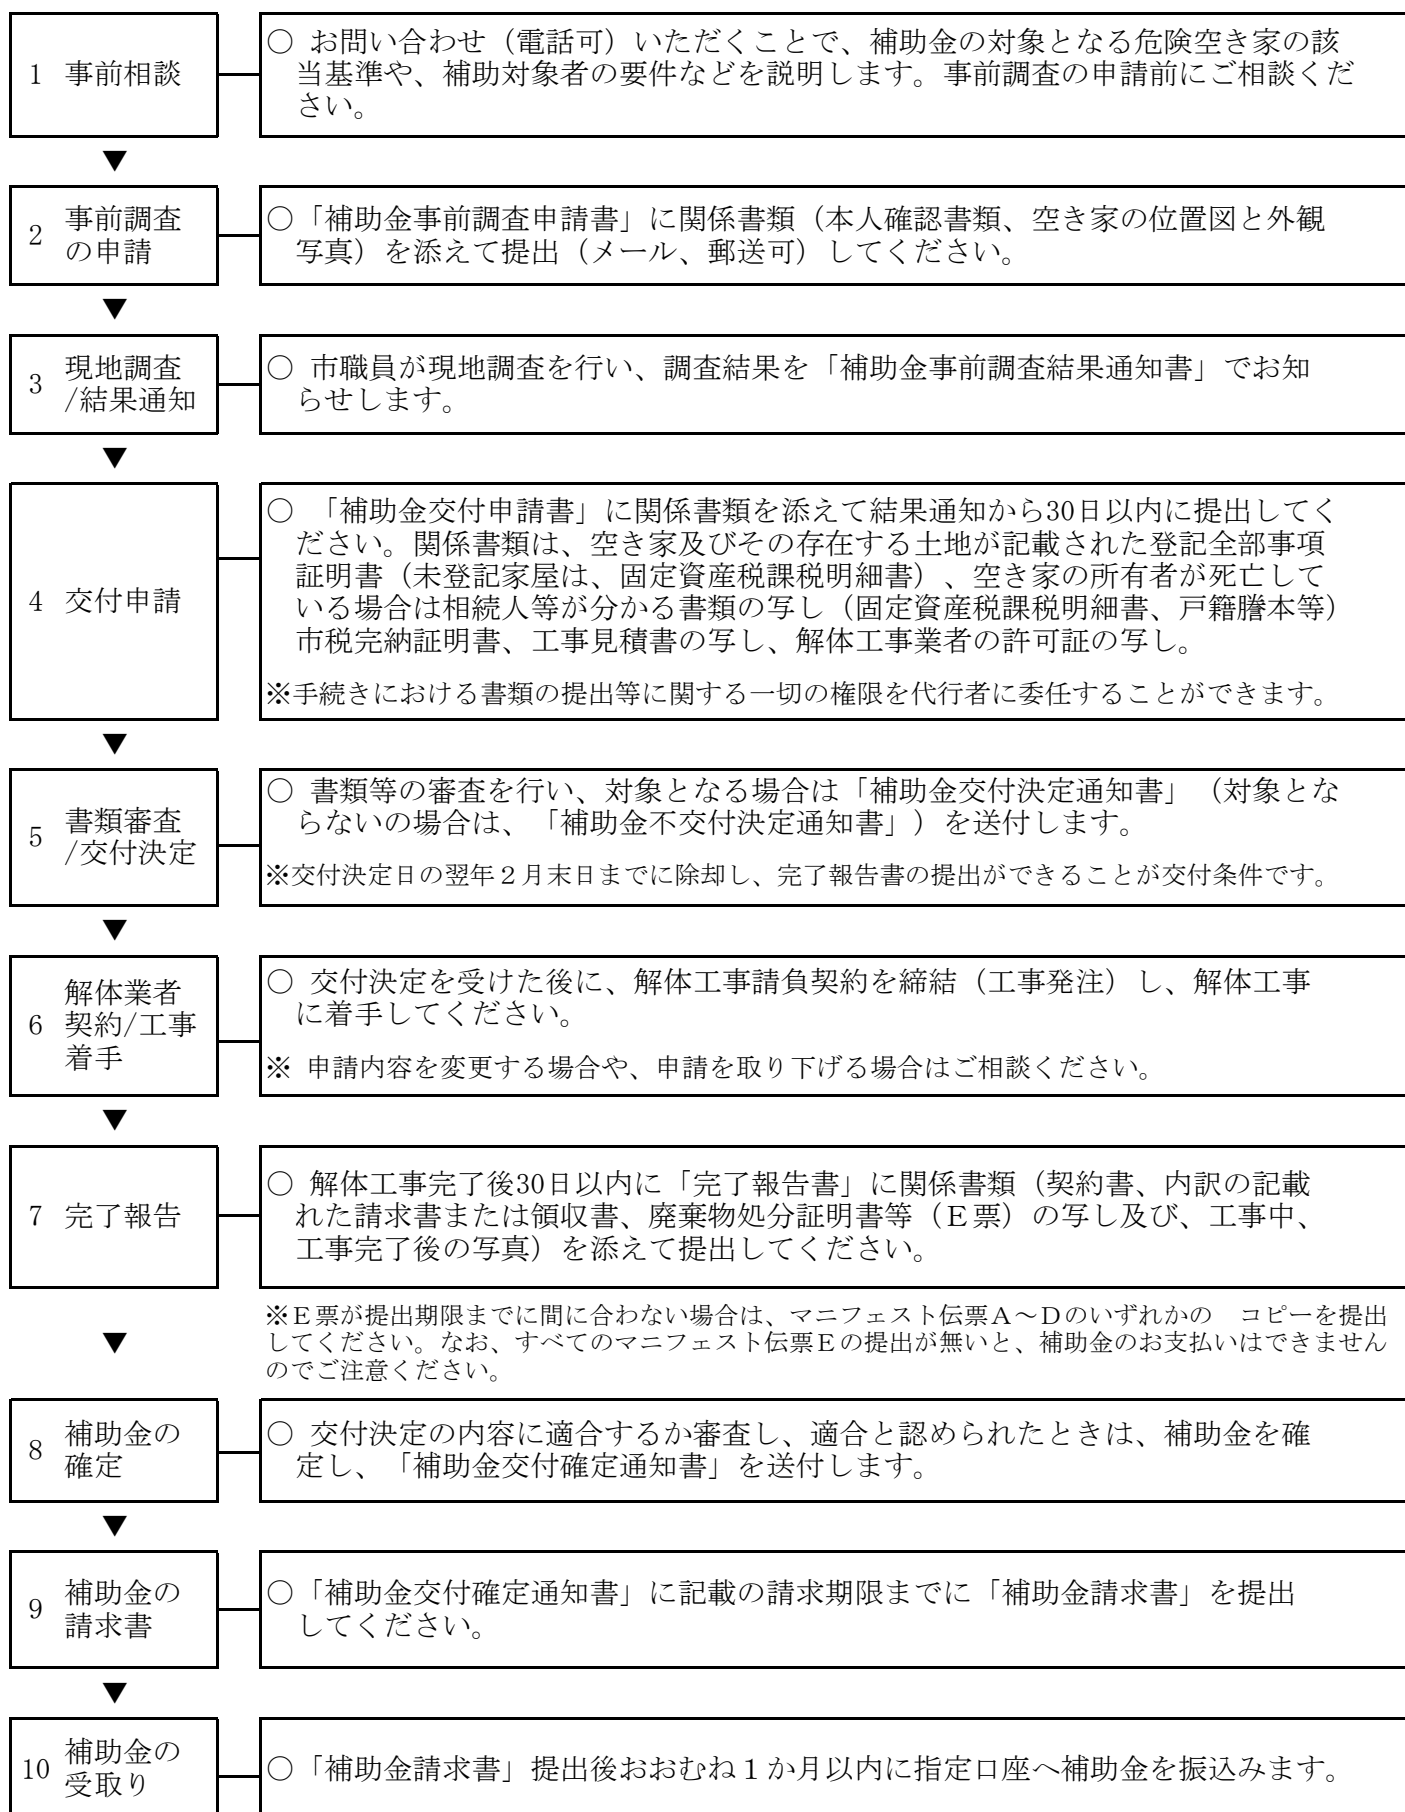 1 事前相談
○ お問い合わせ（電話可）いただくことで、補助金の対象となる危険空き家の該
当基準や、補助対象者の要件などを説明します。事前調査の申請前にご相談くだ
さい。
▼
2 事前調査
の申請
○「補助金事前調査申請書」に関係書類（本人確認書類、空き家の位置図と外観
写真）を添えて提出（メール、郵送可）してください。
▼
3 現地調査
/結果通知
○ 市職員が現地調査を行い、調査結果を「補助金事前調査結果通知書」でお知
らせします。
▼
4 交付申請
○ 「補助金交付申請書」に関係書類を添えて結果通知から30日以内に提出してく
ださい。関係書類は、空き家及びその存在する土地が記載された登記全部事項
証明書（未登記家屋は、固定資産税課税明細書）、空き家の所有者が死亡して
いる場合は相続人等が分かる書類の写し（固定資産税課税明細書、戸籍謄本等）
市税完納証明書、工事見積書の写し、解体工事業者の許可証の写し。
※手続きにおける書類の提出等に関する一切の権限を代行者に委任することができます。
▼
5 書類審査
/交付決定
○ 書類等の審査を行い、対象となる場合は「補助金交付決定通知書」（対象とな
らないの場合は、「補助金不交付決定通知書」）を送付します。
※交付決定日の翌年２月末日までに除却し、完了報告書の提出ができることが交付条件です。
▼
6 解体業者
契約/工事
着手
○ 交付決定を受けた後に、解体工事請負契約を締結（工事発注）し、解体工事
に着手してください。
※ 申請内容を変更する場合や、申請を取り下げる場合はご相談ください。
▼
7 完了報告
○ 解体工事完了後30日以内に「完了報告書」に関係書類（契約書、内訳の記載
れた請求書または領収書、廃棄物処分証明書等（Ｅ票）の写し及び、工事中、
工事完了後の写真）を添えて提出してください。
※Ｅ票が提出期限までに間に合わない場合は、マニフェスト伝票Ａ～Ｄのいずれかの　コピーを提出
してください。なお、すべてのマニフェスト伝票Ｅの提出が無いと、補助金のお支払いはできません
のでご注意ください。
▼
8 補助金の
確定
○ 交付決定の内容に適合するか審査し、適合と認められたときは、補助金を確
定し、「補助金交付確定通知書」を送付します。
▼
9 補助金の
請求書
○「補助金交付確定通知書」に記載の請求期限までに「補助金請求書」を提出
してください。
▼
10 補助金の
受取り
○「補助金請求書」提出後おおむね１か月以内に指定口座へ補助金を振込みます。